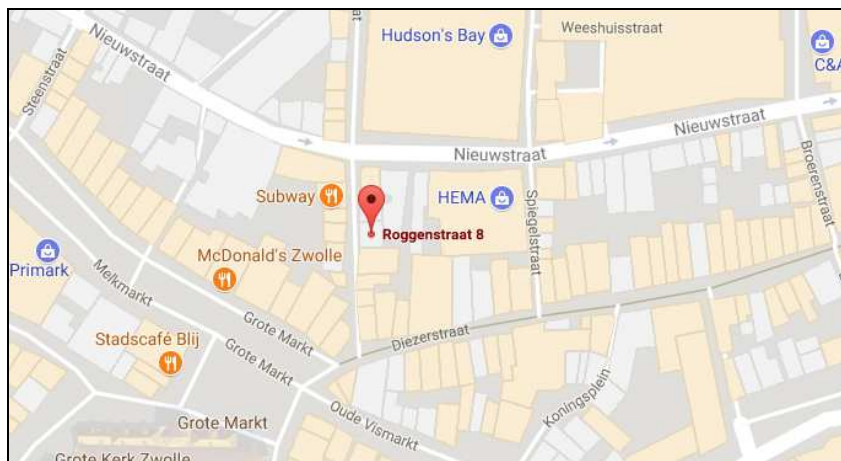 at
Hudson's Bay
Weeshuisstraat
C&A
Nieuwstraat
Steenstraat
Nieuwstraat
Nieuwstraat
Broerenstraat
Subway
HEMA
Spiegelstraat
Roggenstraat 8
McDonald's Zwolle
Primark
Melkmarkt
Grote Markt
Diezerstraat
Stadscafé Blij
Grote Markt
Koningsplein
Oude Vismarkt
Grote Markt
Grote Kerk Zwolle